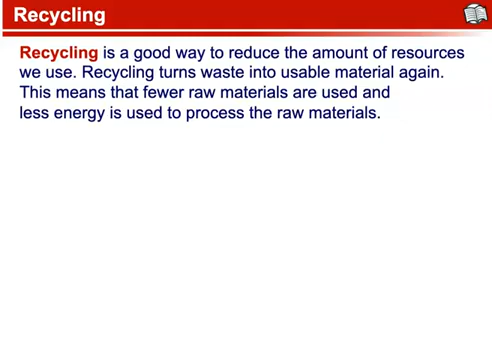 Recycling
Recycling is a good way to reduce the amount of resources
we use. Recycling turns waste into usable material again.
This means that fewer raw materials are used and
less energy is used to process the raw materials.